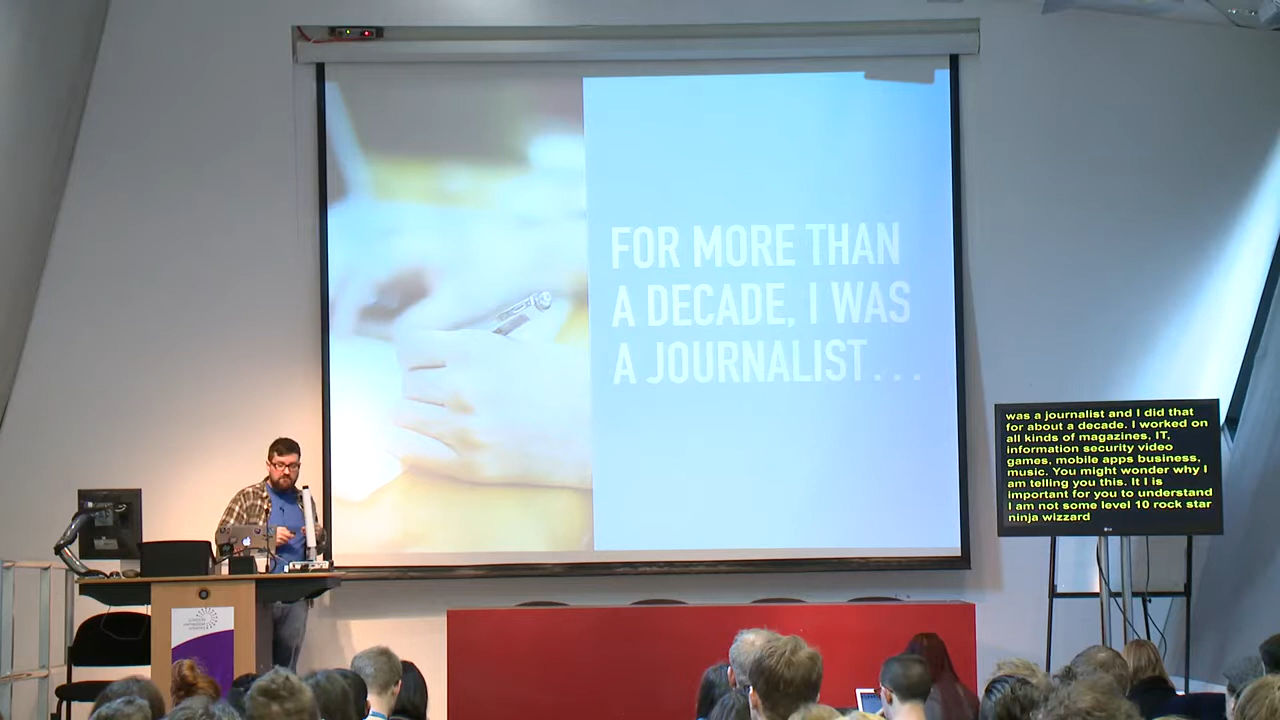 FOR MORE THAN
A DECADE, I WAS
A JOURNALIST...
was a journalist and I did that
for about a decade. I worked on
all kinds of magazines, IT,
information security video
games, mobile apps business,
music. You might wonder why I
am telling you this. It I is
important for you to understand
I am not some level 10 rock star
ninja wizzard